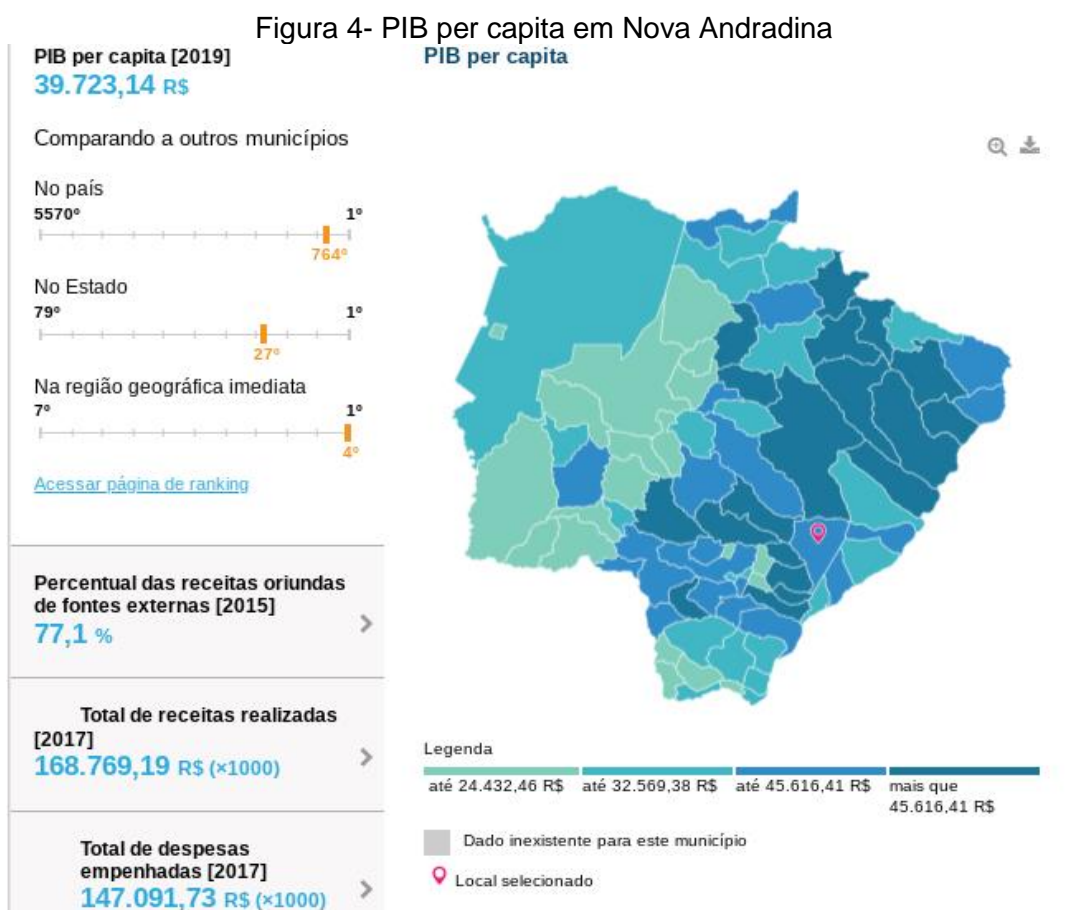 Figura 4- PIB per capita em Nova Andradina
PIB per capita [2019]
39.723,14 R$
Comparando a outros municípios
No país
5570º 1º
764º
No Estado
79º 1º
27º
Na região geográfica imediata
7º 1º
4º
Acessar página de ranking
Percentual das receitas oriundas
de fontes externas [2015]
77,1 %
Total de receitas realizadas
[2017]
168.769,19 R$ (×1000)
Total de despesas
empenhadas [2017]
147.091,73 R$ (×1000)
PIB per capita
Legenda
até 24.432,46 R$ até 32.569,38 R$ até 45.616,41 R$ mais que
45.616,41 R$
Dado inexistente para este município
Local selecionado